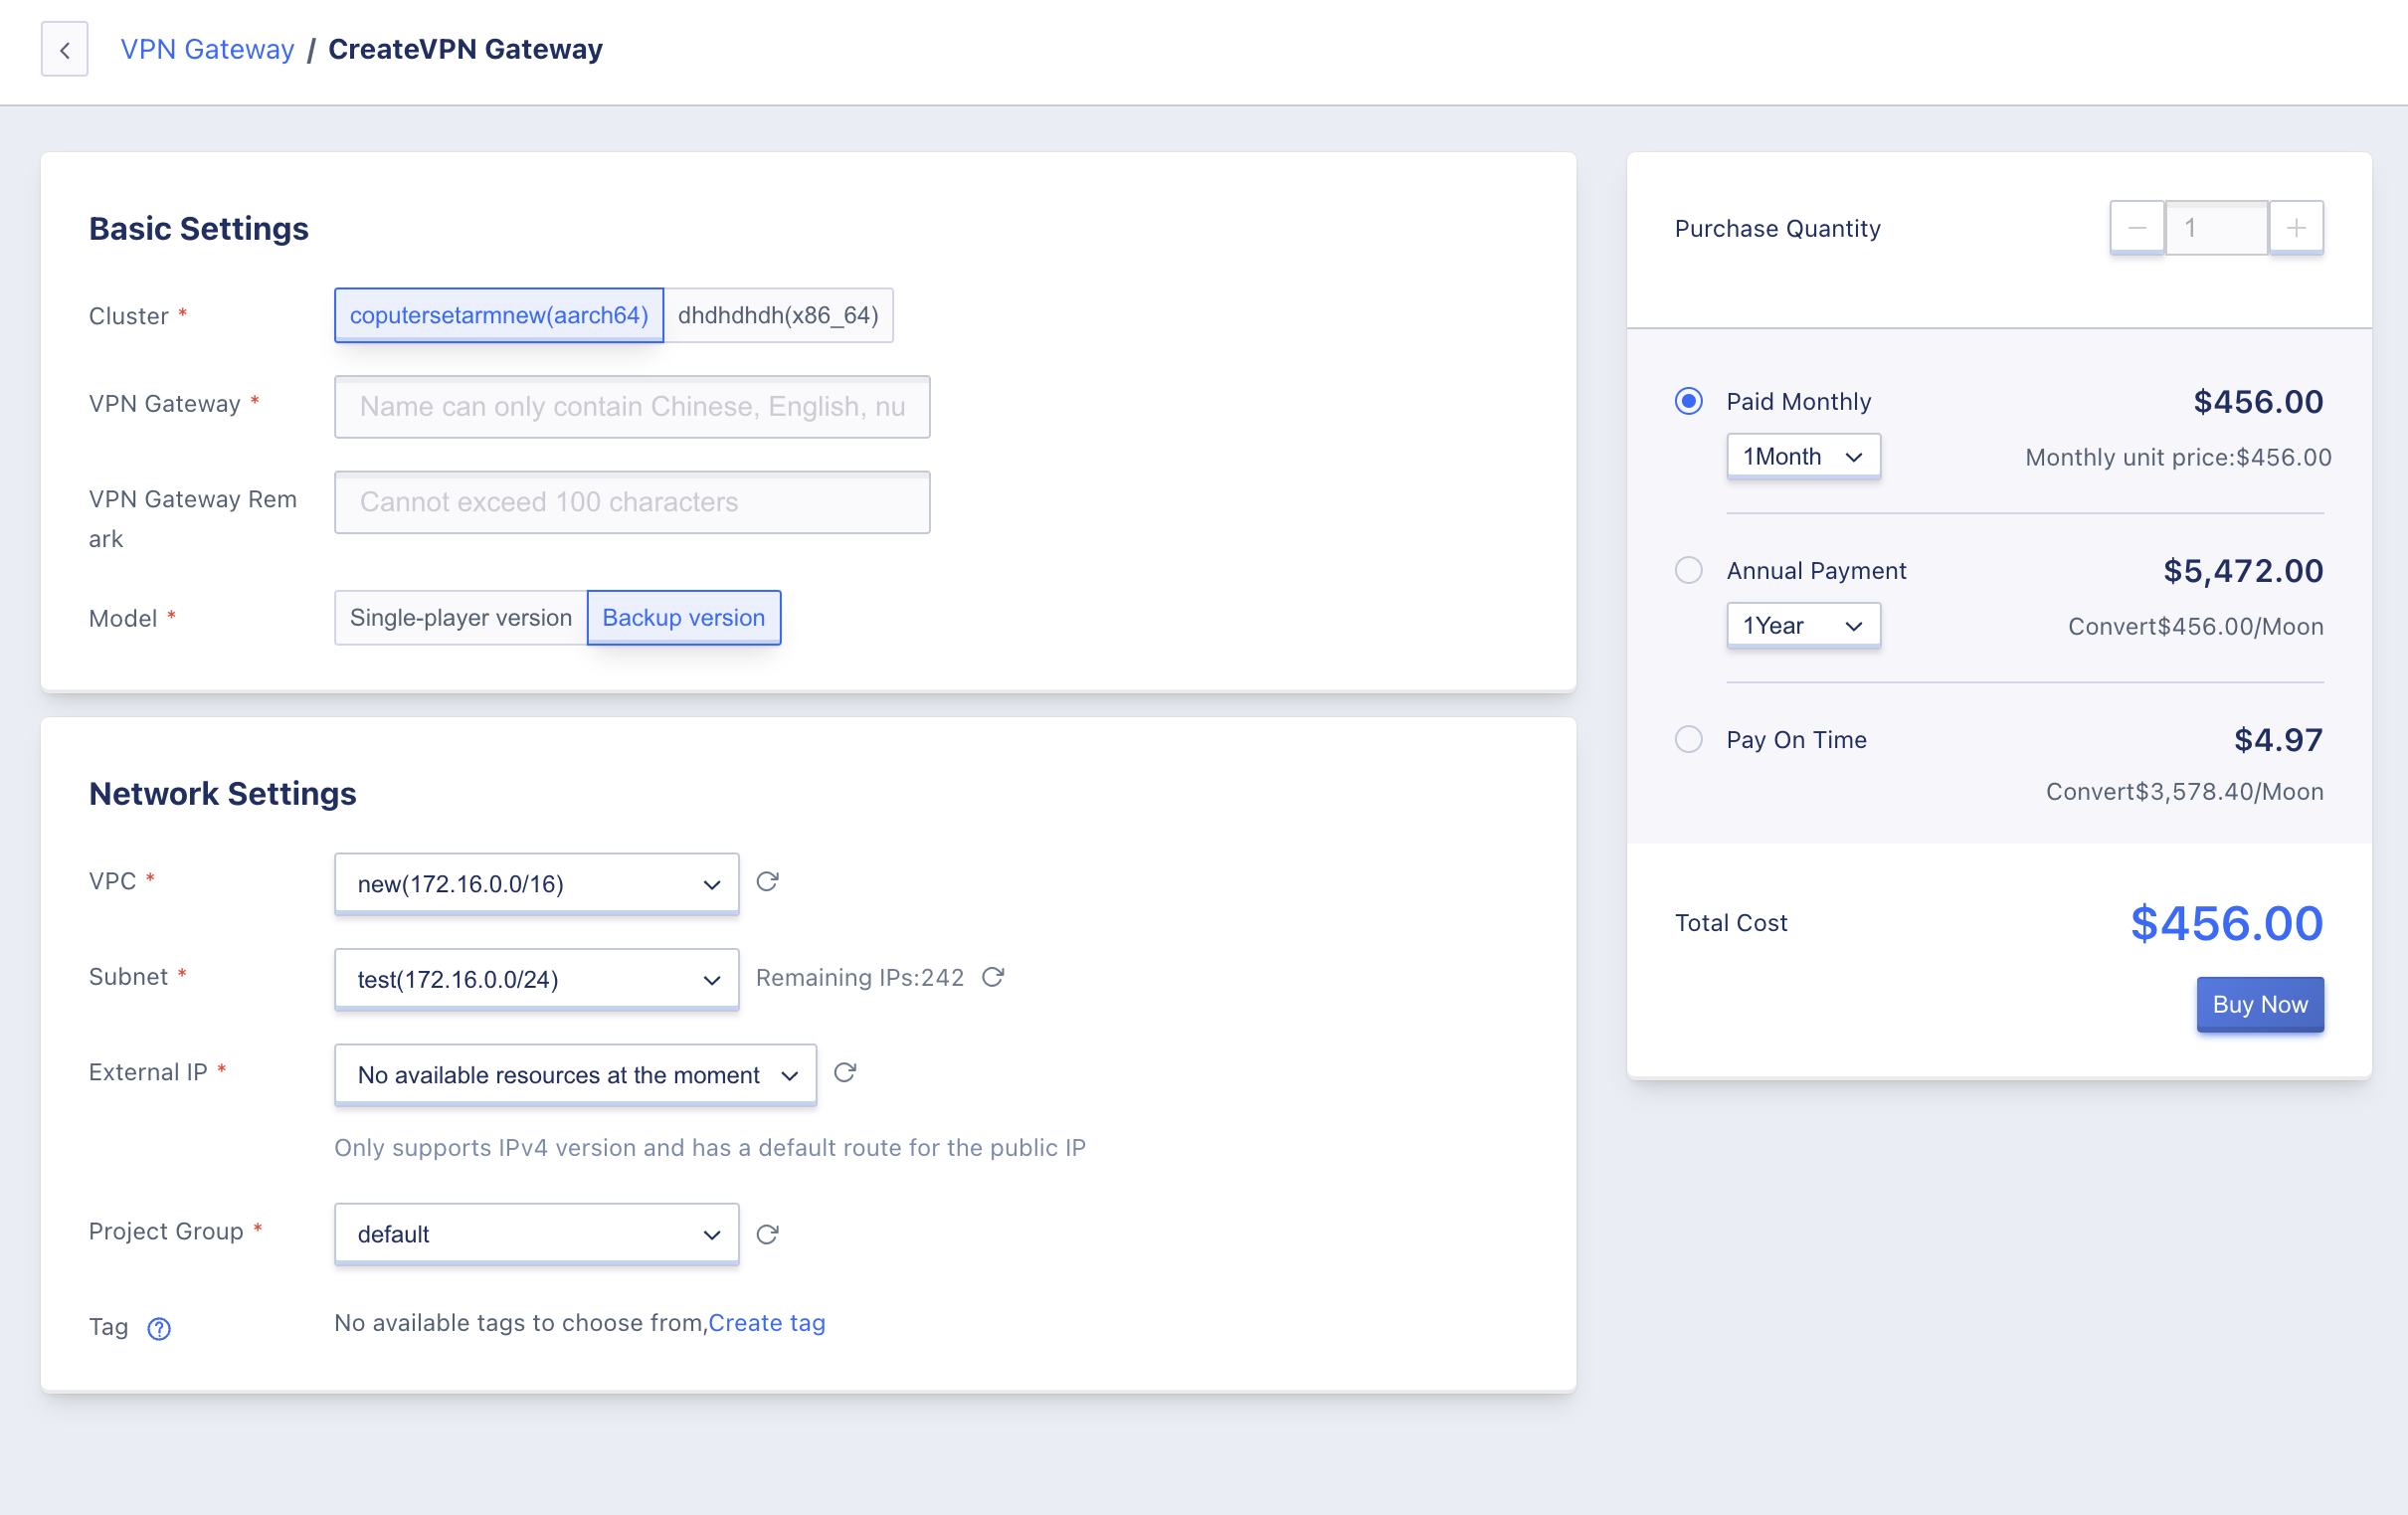 VPN Gateway / CreateVPN Gateway
Basic Settings
Cluster *
coputersetarmnew(aarch64)
dhdhdhdh(x86_64)
VPN Gateway *
Name can only contain Chinese, English, nu
VPN Gateway Rem
ark
Cannot exceed 100 characters
Model *
Single-player version
Backup version
Network Settings
VPC *
new(172.16.0.0/16)
Subnet *
test(172.16.0.0/24)
Remaining IPs:242
External IP *
No available resources at the moment
Only supports IPv4 version and has a default route for the public IP
Project Group *
default
Tag ?
No available tags to choose from,Create tag
Purchase Quantity
1
Paid Monthly
$456.00
1Month
Monthly unit price:$456.00
Annual Payment
$5,472.00
1Year
Convert$456.00/Moon
Pay On Time
$4.97
Convert$3,578.40/Moon
Total Cost
$456.00
Buy Now